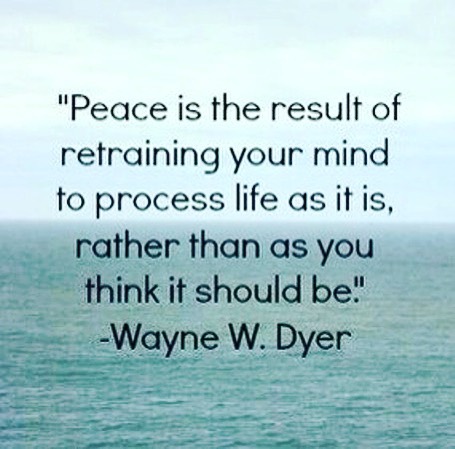 "Peace is the result of
retraining your mind
to process life as it is,
rather than as you
think it should be."
-Wayne W. Dyer